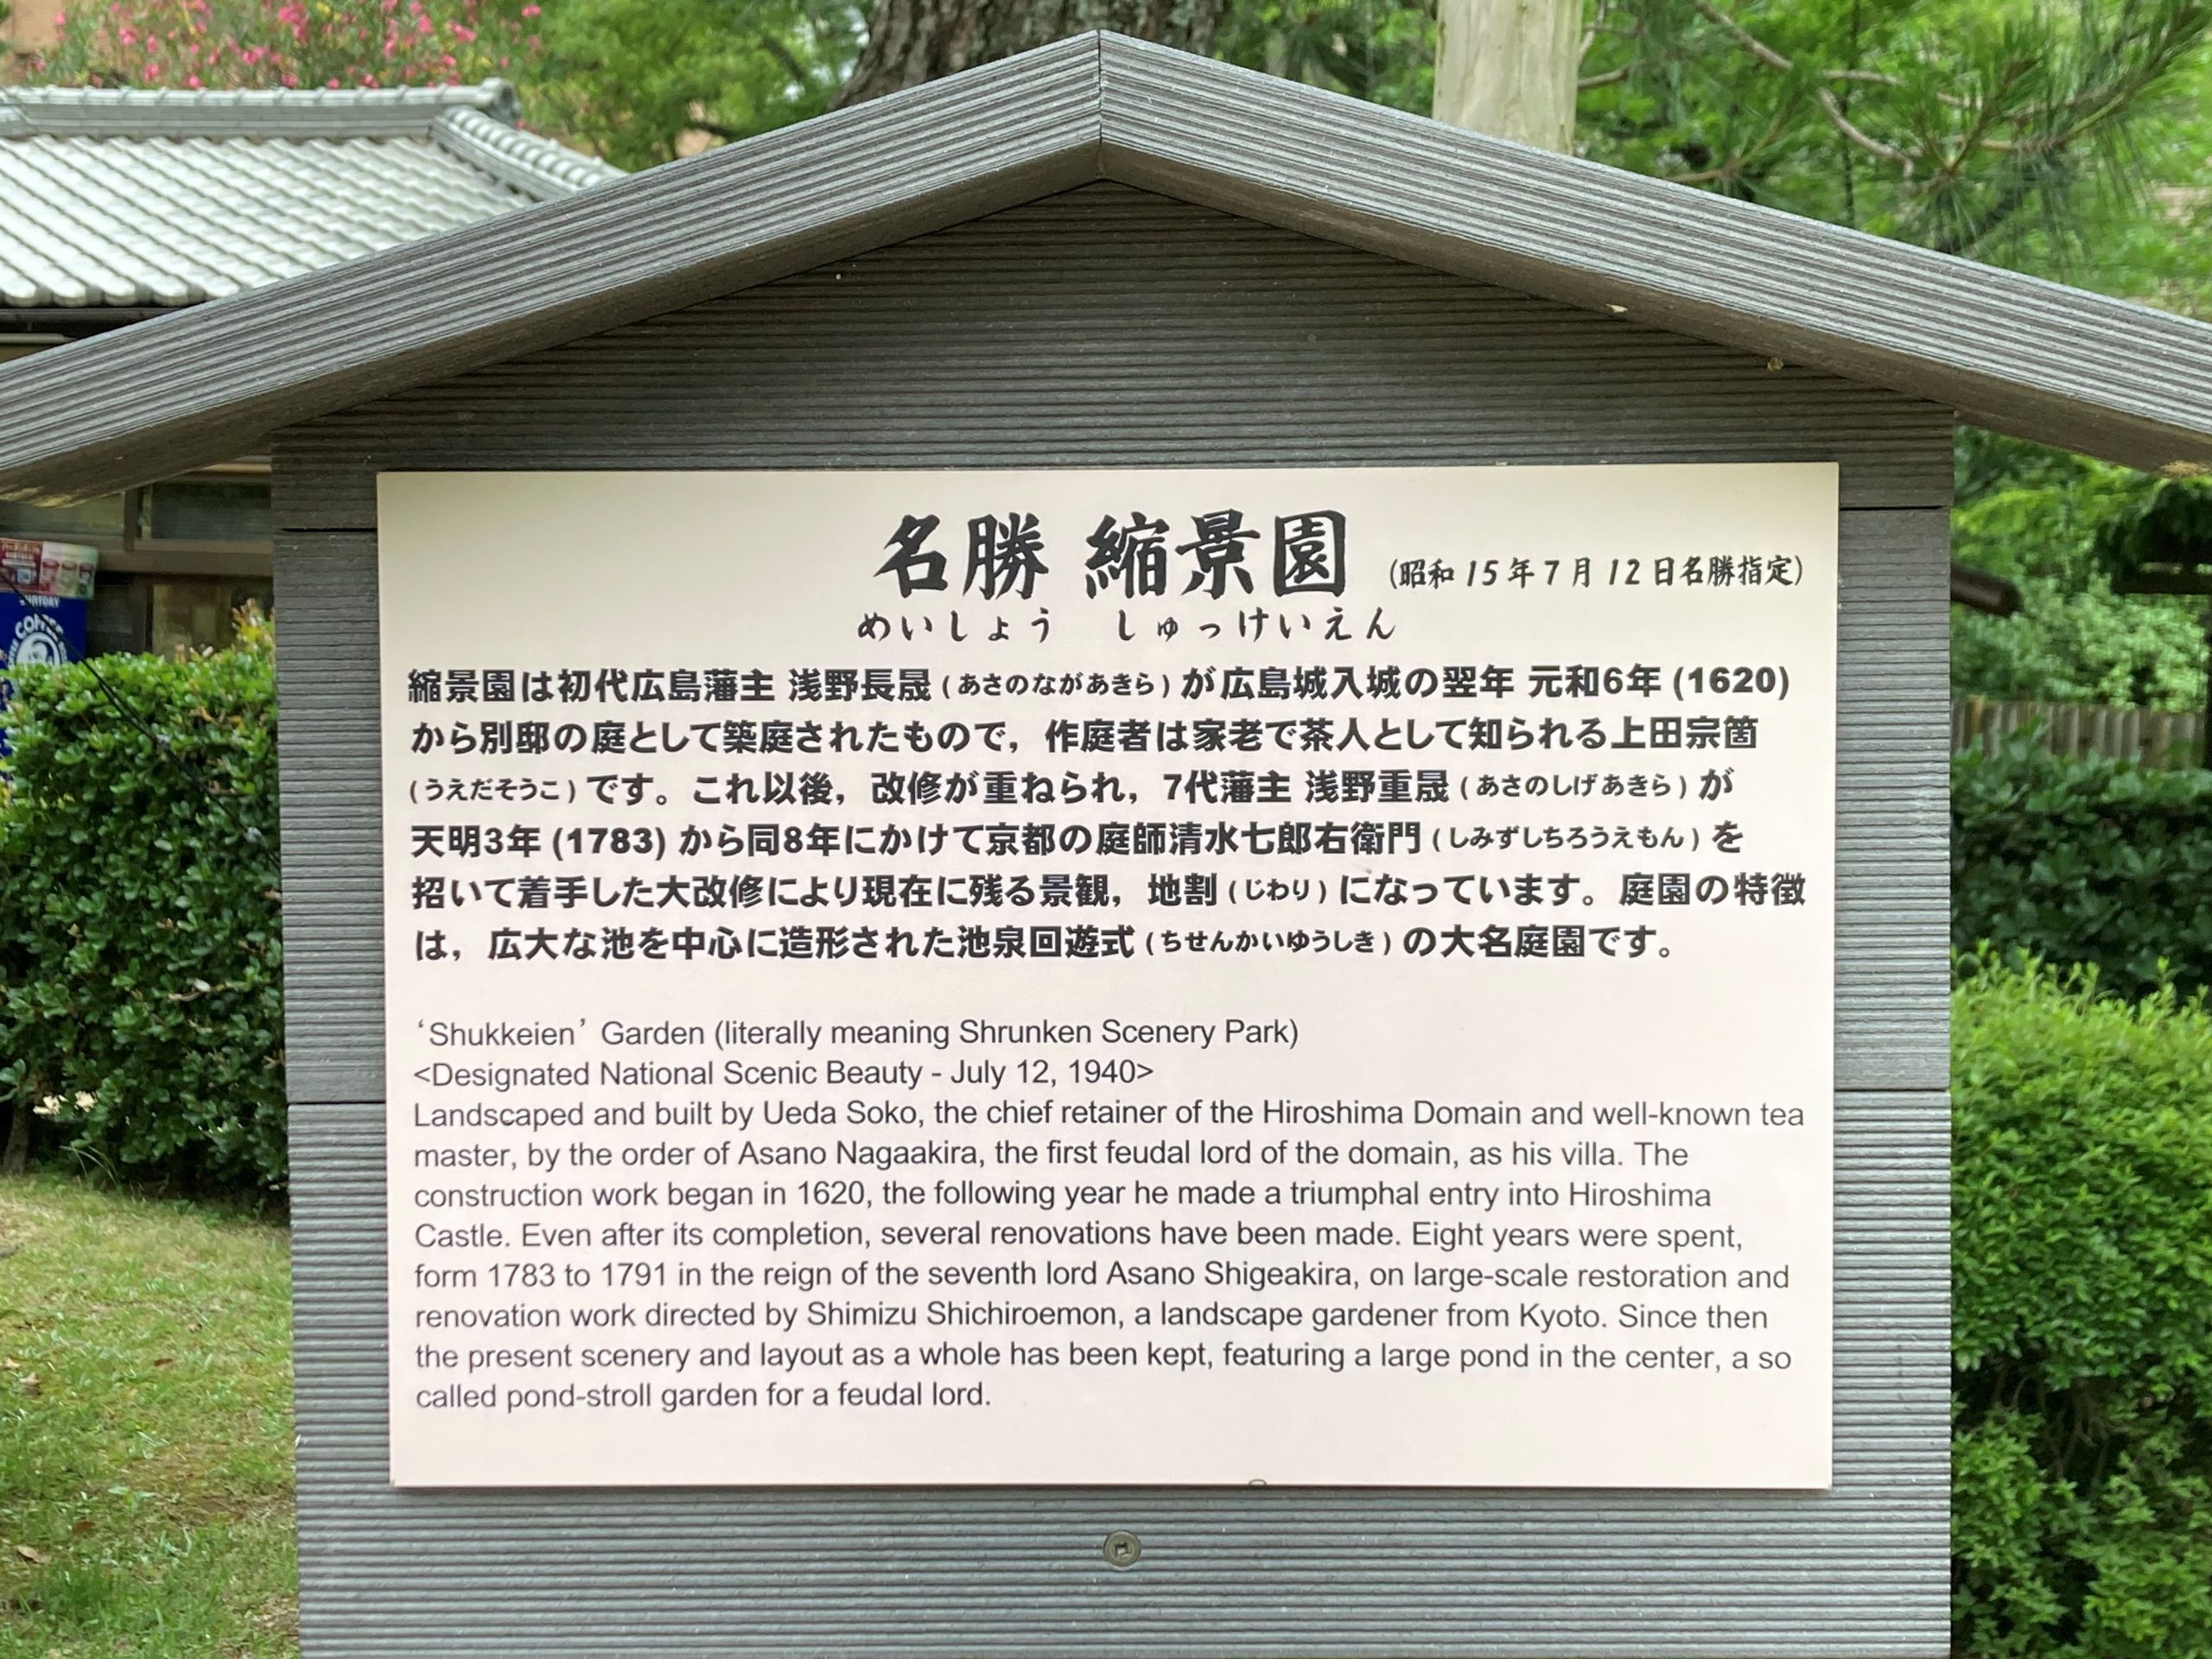 名勝 縮景園 (昭和15年7月12日名勝指定)
めいしょう しゅっけいえん
縮景園は初代広島藩主 浅野長晟(あさのながあきら)が広島城入城の翌年 元和6年(1620)
から別邸の庭として築庭されたもので，作庭者は家老で茶人として知られる上田宗箇
(うえだそうこ)です。これ以後，改修が重ねられ，7代藩主 浅野重晟(あさのしげあきら)が
天明3年(1783)から同8年にかけて京都の庭師清水七郎右衛門(しみずしちろうえもん)を
招いて着手した大改修により現在に残る景観，地割(じわり)になっています。庭園の特徴
は，広大な池を中心に造形された池泉回遊式(ちせんかいゆうしき)の大名庭園です。
‘Shukkeien’ Garden (literally meaning Shrunken Scenery Park)
<Designated National Scenic Beauty - July 12, 1940>
Landscaped and built by Ueda Soko, the chief retainer of the Hiroshima Domain and well-known tea
master, by the order of Asano Nagaakira, the first feudal lord of the domain, as his villa. The
construction work began in 1620, the following year he made a triumphal entry into Hiroshima
Castle. Even after its completion, several renovations have been made. Eight years were spent,
form 1783 to 1791 in the reign of the seventh lord Asano Shigeakira, on large-scale restoration and
renovation work directed by Shimizu Shichiroemon, a landscape gardener from Kyoto. Since then
the present scenery and layout as a whole has been kept, featuring a large pond in the center, a so
called pond-stroll garden for a feudal lord.
SUNTORY
COFFEE